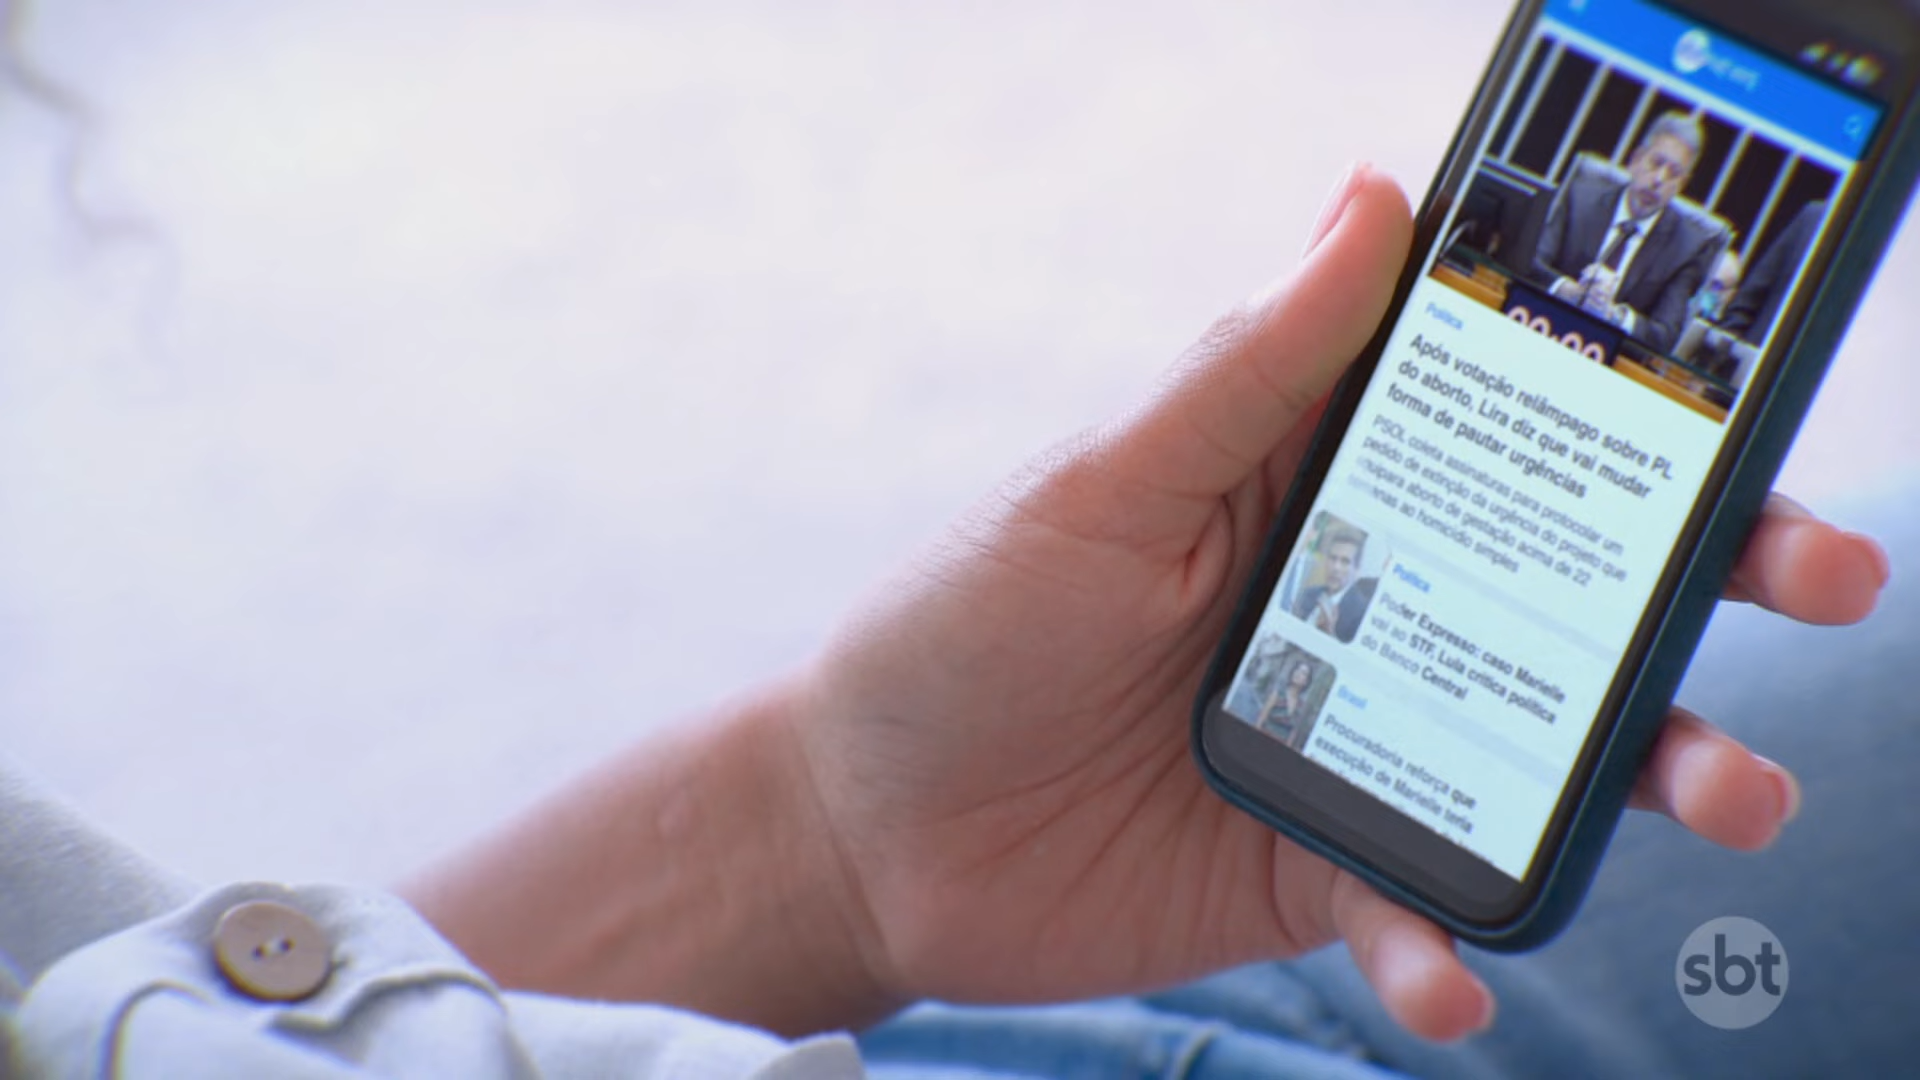 news
00:00
Política
Após votação relâmpago sobre PL
do aborto, Lira diz que vai mudar
forma de pautar urgências
PSOL coleta assinaturas para protocolar um
pedido de extinção da urgência do projeto que
equipara aborto de gestação acima de 22
semanas ao homicídio simples
Política
Poder Expresso: caso Marielle
vai ao STF, Lula critica política
do Banco Central
Brasil
Procuradoria reforça que
execução de Marielle teria
sbt